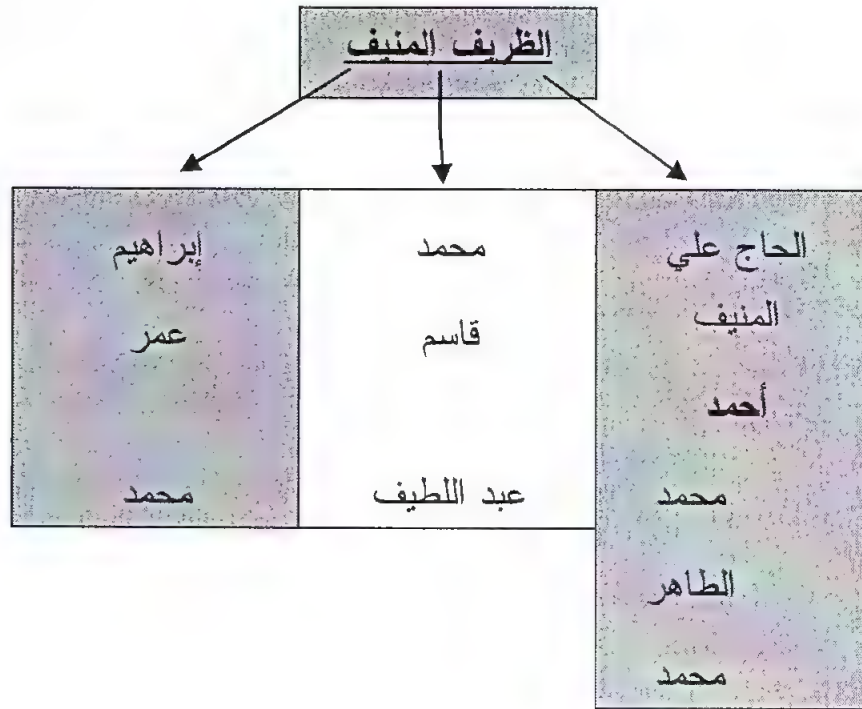 الظريف المنيف
الحاج علي
المنيف
أحمد
محمد
الطاهر
محمد
محمد
قاسم
عبد اللطيف
إبراهيم
عمر
محمد